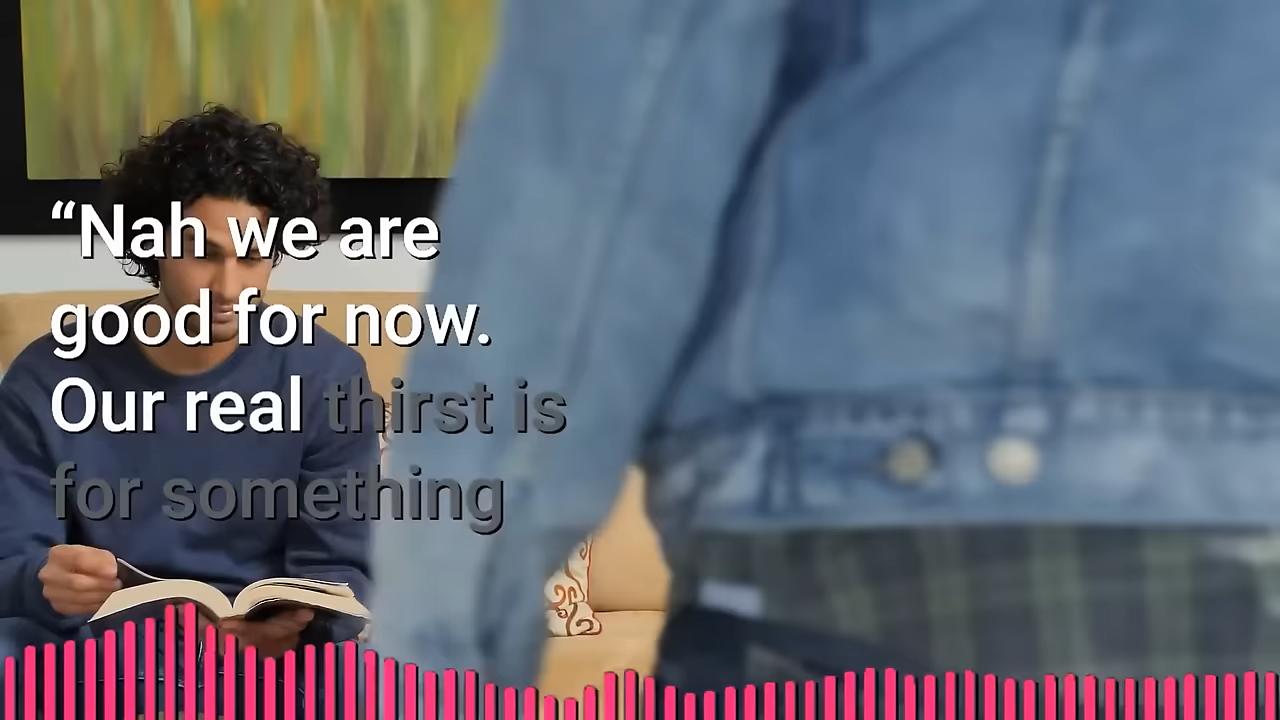 “Nah we are
good for now.
Our real thirst is
for something